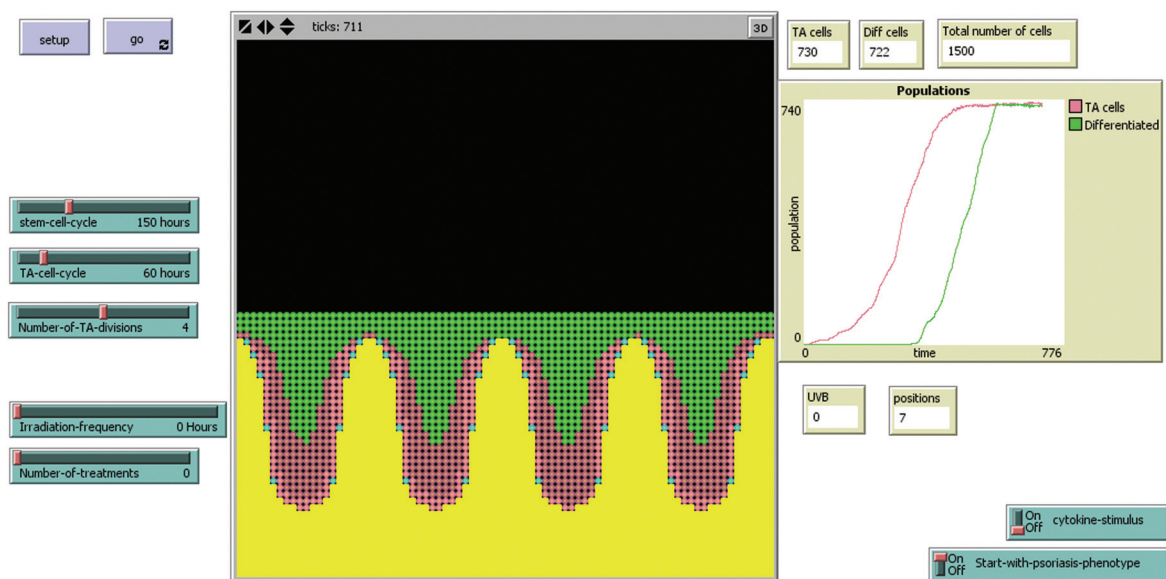 setup
go
ticks: 711
3D
TA cells
730
Diff cells
722
Total number of cells
1500
Populations
740
population
0
0
time
776
TA cells
Differentiated
stem-cell-cycle 150 hours
TA-cell-cycle 60 hours
Number-of-TA-divisions 4
Irradiation-frequency 0 Hours
Number-of-treatments 0
UVB
0
positions
7
On
Off
cytokine-stimulus
On
Off
Start-with-psoriasis-phenotype